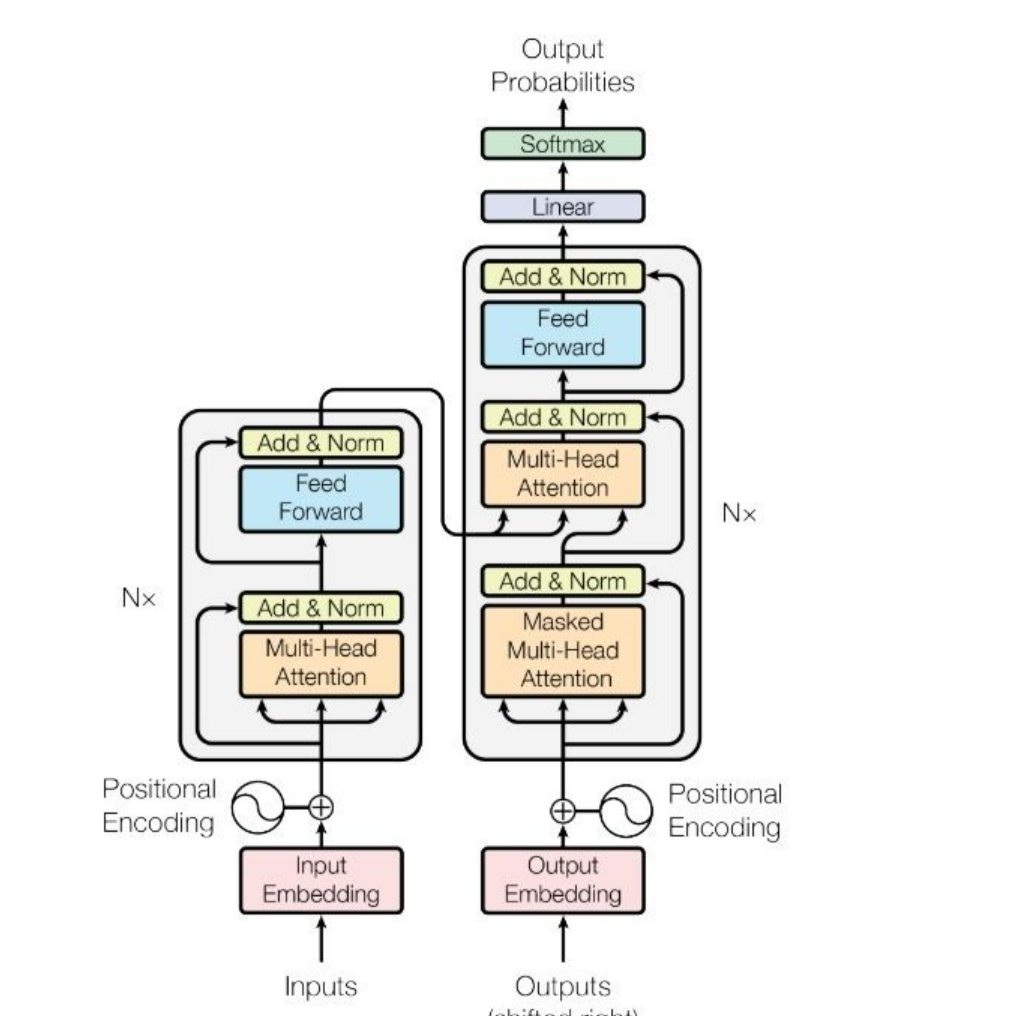 Output
Probabilities
Softmax
Linear
Add & Norm
Feed
Forward
Add & Norm
Multi-Head
Attention
Add & Norm
Masked
Multi-Head
Attention
Nx
Add & Norm
Feed
Forward
Add & Norm
Multi-Head
Attention
Nx
Positional
Encoding
Positional
Encoding
Input
Embedding
Output
Embedding
Inputs
Outputs
(shifted right)